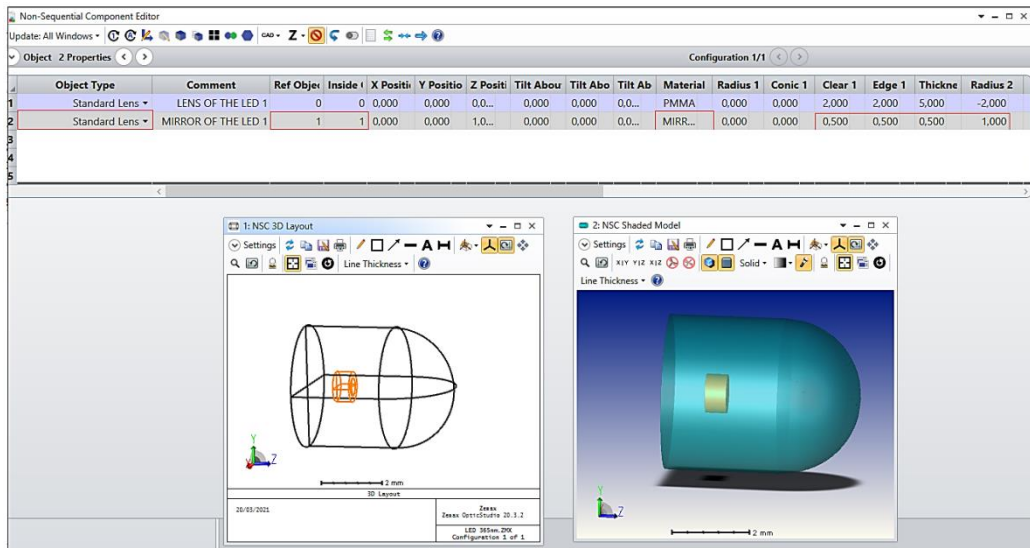 Non-Sequential Component Editor
Update: All Windows
CAD Z
Object 2 Properties Configuration 1/1
Object Type Comment Ref Obje Inside X Positi Y Positio Z Positi Tilt Abour Tilt Abo Tilt Ab Material Radius 1 Conic 1 Clear 1 Edge 1 Thickne Radius 2
1 Standard Lens LENS OF THE LED 1 0 0 0,000 0,000 0,0... 0,000 0,000 0,0... PMMA 0,000 0,000 2,000 2,000 5,000 -2,000
2 Standard Lens MIRROR OF THE LED 1 1 1 0,000 0,000 1,0... 0,000 0,000 0,0... MIRR... 0,000 0,000 0,500 0,500 0,500 1,000
3
4
5
1: NSC 3D Layout
Settings A H
Line Thickness
Y
Z
2 mm
3D Layout
20/03/2021
Zemax
Zemax OpticStudio 20.3.2
LED 365nm.ZMX
Configuration 1 of 1
2: NSC Shaded Model
Settings A H
X|Y Y|Z X|Z Solid
Line Thickness
Y
Z
2 mm